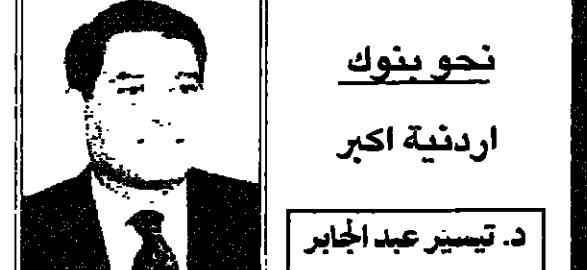 نحو بنوك
اردنية اكبر
د. تيسير عبد الجابر